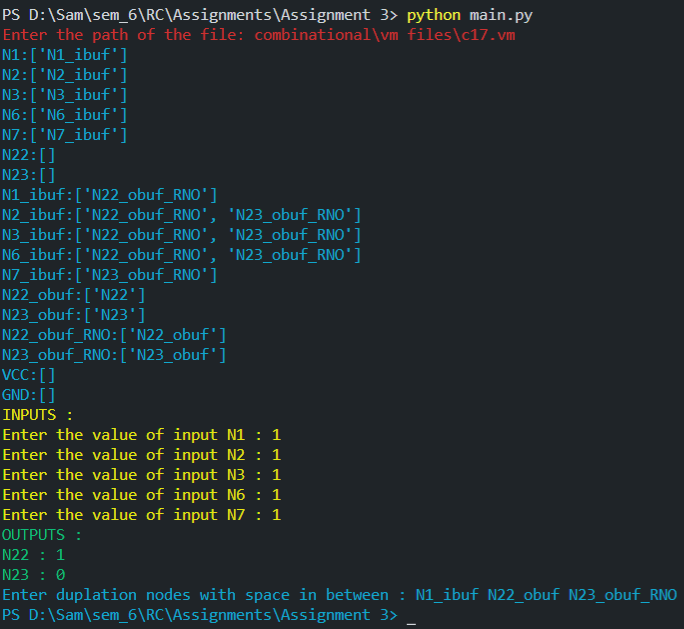 PS D:\Sam\sem_6\RC\Assignments\Assignment 3> python main.py
Enter the path of the file: combinational\vm files\c17.vm
N1:['N1_ibuf']
N2:['N2_ibuf']
N3:['N3_ibuf']
N6:['N6_ibuf']
N7:['N7_ibuf']
N22:[]
N23:[]
N1_ibuf:['N22_obuf_RNO']
N2_ibuf:['N22_obuf_RNO', 'N23_obuf_RNO']
N3_ibuf:['N22_obuf_RNO', 'N23_obuf_RNO']
N6_ibuf:['N22_obuf_RNO', 'N23_obuf_RNO']
N7_ibuf:['N23_obuf_RNO']
N22_obuf:['N22']
N23_obuf:['N23']
N22_obuf_RNO:['N22_obuf']
N23_obuf_RNO:['N23_obuf']
VCC:[]
GND:[]
INPUTS :
Enter the value of input N1 : 1
Enter the value of input N2 : 1
Enter the value of input N3 : 1
Enter the value of input N6 : 1
Enter the value of input N7 : 1
OUTPUTS :
N22 : 1
N23 : 0
Enter duplation nodes with space in between : N1_ibuf N22_obuf N23_obuf_RNO
PS D:\Sam\sem_6\RC\Assignments\Assignment 3> _